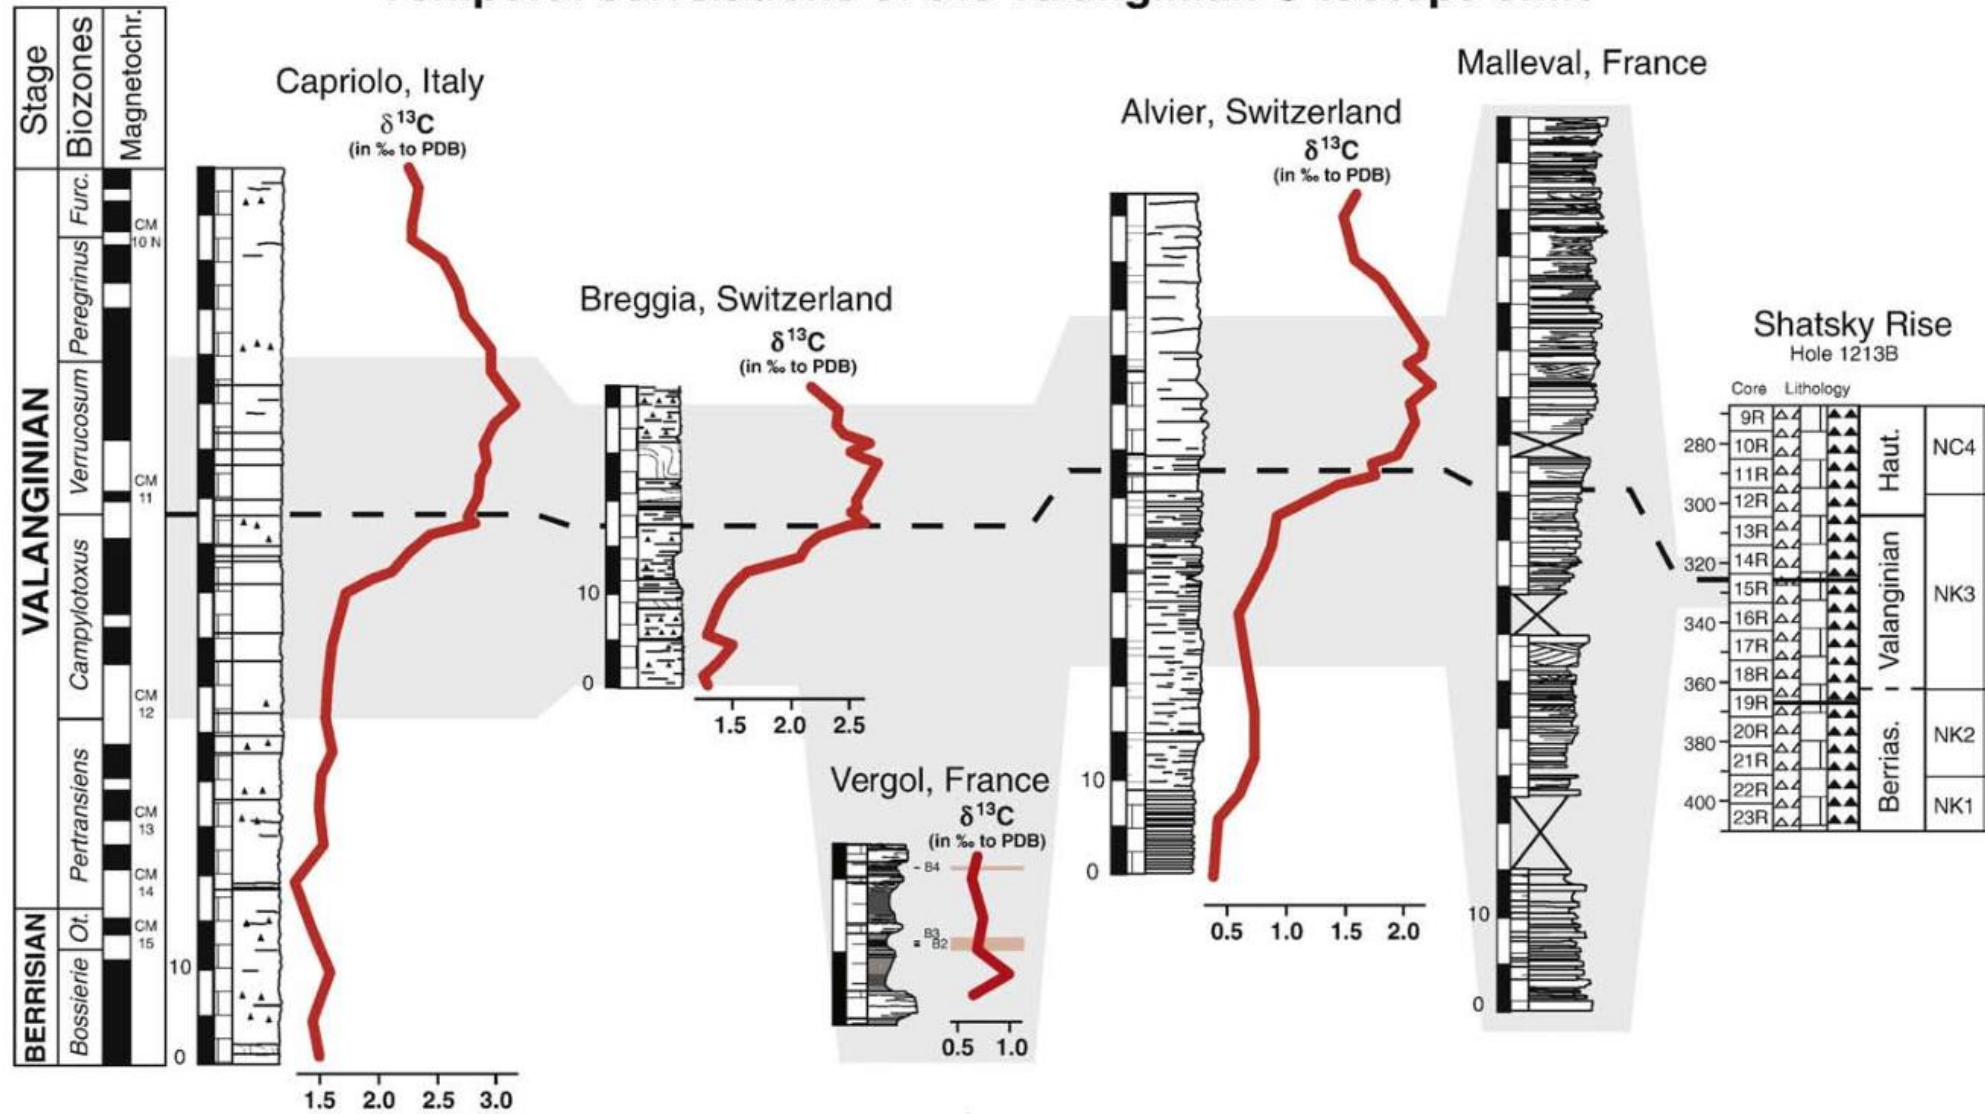 Stage
Biozones
Magnetochr.
VALANGINIAN
BERRISIAN
Furc.
Peregrinus
Verrucosum
Campylotoxus
Pertransiens
Ot.
Bossierie
CM
10 N
CM
11
CM
12
CM
13
CM
14
CM
15
Capriolo, Italy
δ13C
(in ‰ to PDB)
10
0
1.5 2.0 2.5 3.0
Breggia, Switzerland
δ13C
(in ‰ to PDB)
10
0
1.5 2.0 2.5
Vergol, France
δ13C
(in ‰ to PDB)
B4
B3
B2
0.5 1.0
Alvier, Switzerland
δ13C
(in ‰ to PDB)
10
0
0.5 1.0 1.5 2.0
Malleval, France
10
0
Shatsky Rise
Hole 1213B
Core Lithology
9R
280 10R
11R
300 12R
13R
320 14R
15R
340 16R
17R
18R
360 19R
20R
380 21R
22R
400 23R
Haut.
Valanginian
Berrias.
NC4
NK3
NK2
NK1